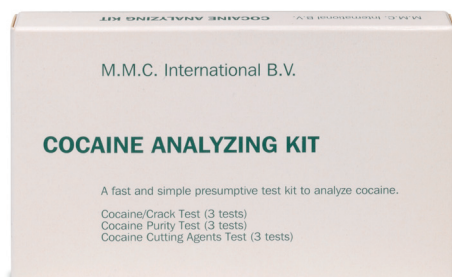 M.M.C. International B.V. COCAINE ANALYZING KIT
M.M.C. International B.V.
COCAINE ANALYZING KIT
A fast and simple presumptive test kit to analyze cocaine.
Cocaine/Crack Test (3 tests)
Cocaine Purity Test (3 tests)
Cocaine Cutting Agents Test (3 tests)